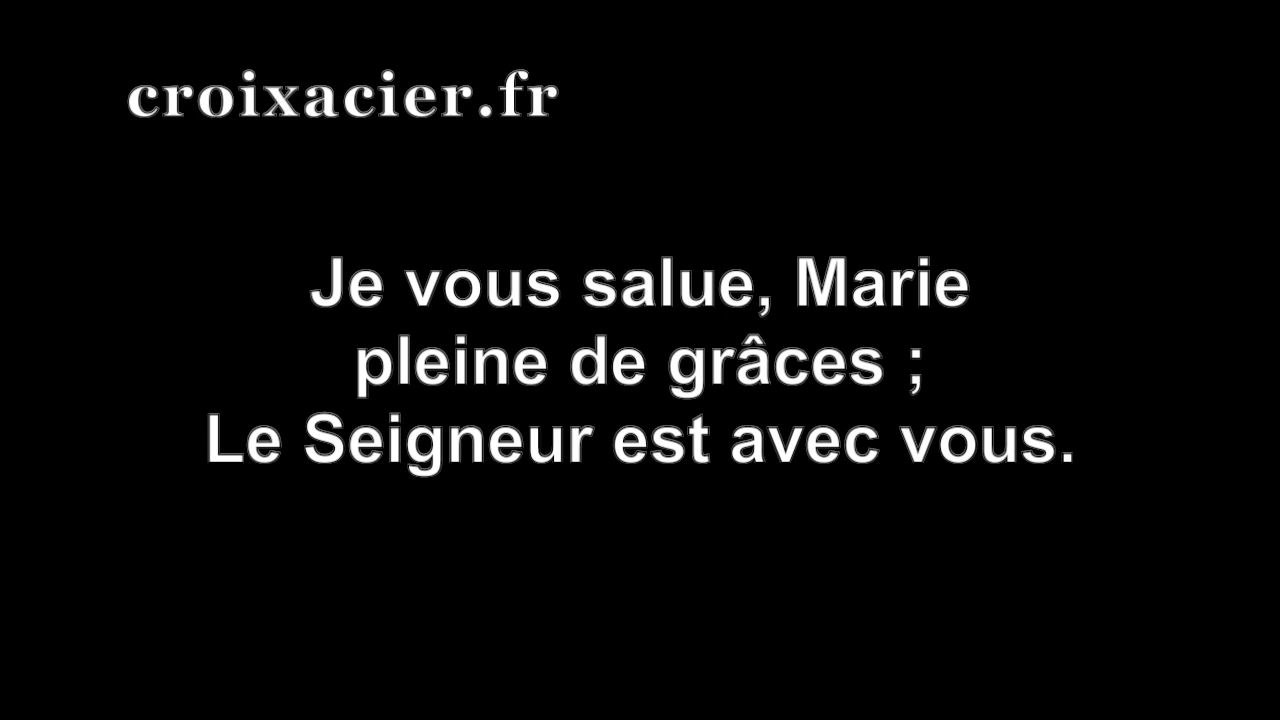 croixacier.fr
Je vous salue, Marie
pleine de grâces ;
Le Seigneur est avec vous.